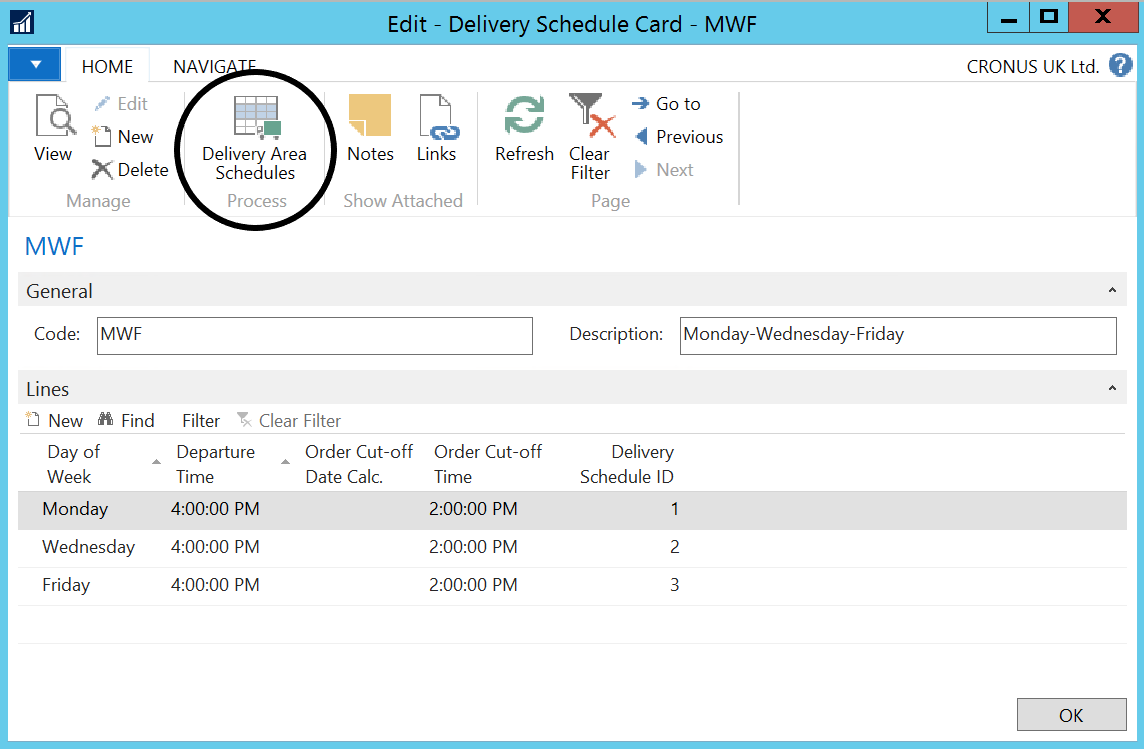 Edit - Delivery Schedule Card - MWF
HOME NAVIGATE CRONUS UK Ltd. ?
View Edit New Delete
Manage
Delivery Area
Schedules
Process
Notes Links
Show Attached
Refresh Clear
Filter
Go to
Previous
Next
Page
MWF
General
Code: MWF Description: Monday-Wednesday-Friday
Lines
New Find Filter Clear Filter
Day of Week Departure Time Order Cut-off Date Calc. Order Cut-off Time Delivery Schedule ID
Monday 4:00:00 PM 2:00:00 PM 1
Wednesday 4:00:00 PM 2:00:00 PM 2
Friday 4:00:00 PM 2:00:00 PM 3
OK